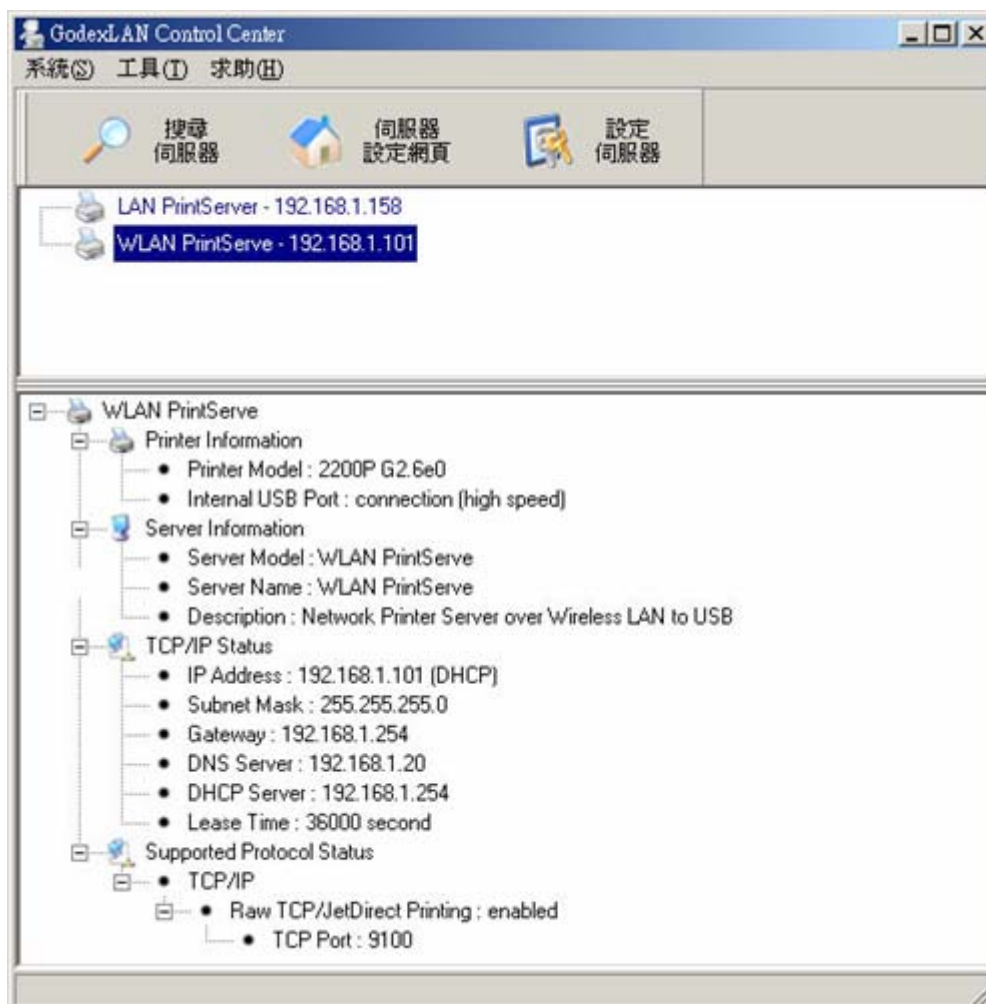 GodexLAN Control Center
系統(S) 工具(T) 求助(H)
搜尋
伺服器
伺服器
設定網頁
設定
伺服器
LAN PrintServer - 192.168.1.158
WLAN PrintServe - 192.168.1.101
WLAN PrintServe
Printer Information
Printer Model : 2200P G2.6e0
Internal USB Port : connection (high speed)
Server Information
Server Model : WLAN PrintServe
Server Name : WLAN PrintServe
Description : Network Printer Server over Wireless LAN to USB
TCP/IP Status
IP Address : 192.168.1.101 (DHCP)
Subnet Mask : 255.255.255.0
Gateway : 192.168.1.254
DNS Server : 192.168.1.20
DHCP Server : 192.168.1.254
Lease Time : 36000 second
Supported Protocol Status
TCP/IP
Raw TCP/JetDirect Printing : enabled
TCP Port : 9100